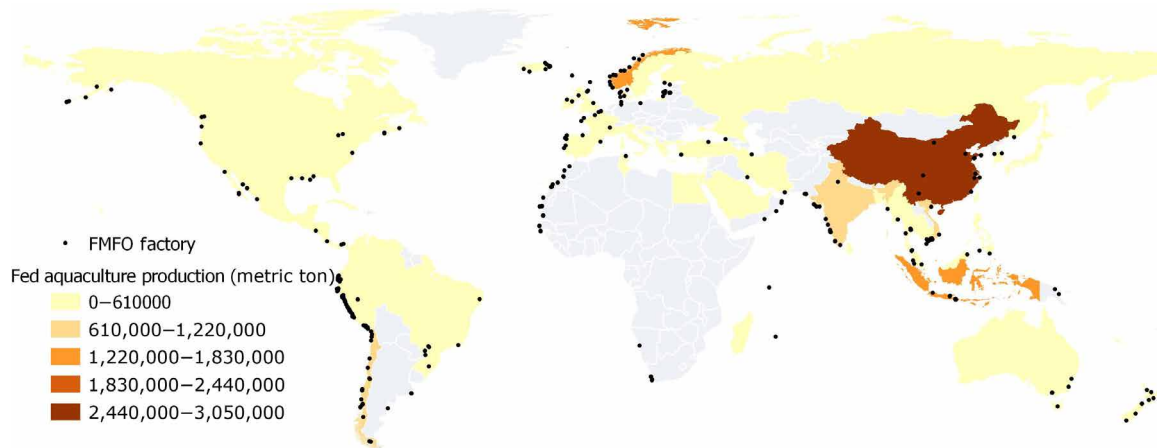 FMFO factory
Fed aquaculture production (metric ton)
0−610000
610,000−1,220,000
1,220,000−1,830,000
1,830,000−2,440,000
2,440,000−3,050,000